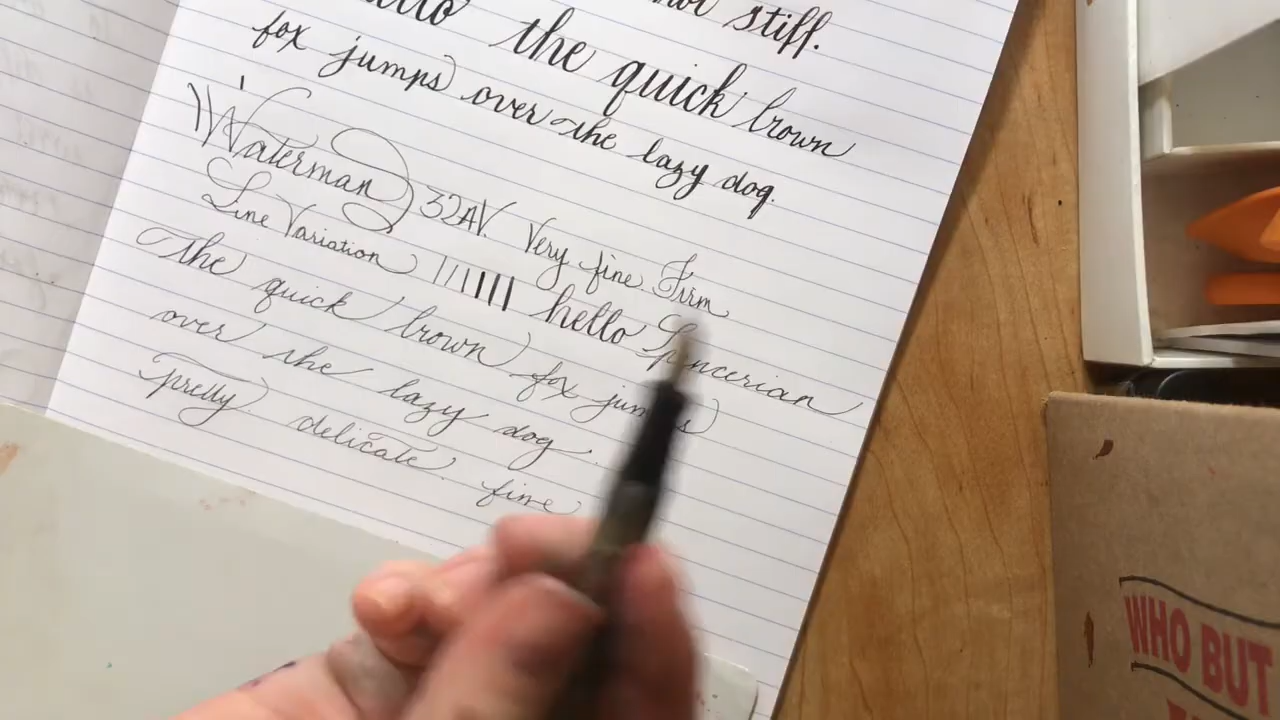 not stiff.
the quick brown
fox jumps over the lazy dog.
Waterman 32AV Very fine Firm
Line Variation hello Spencerian
the quick brown fox jumps
over the lazy dog.
pretty delicate fine
WHO BUT